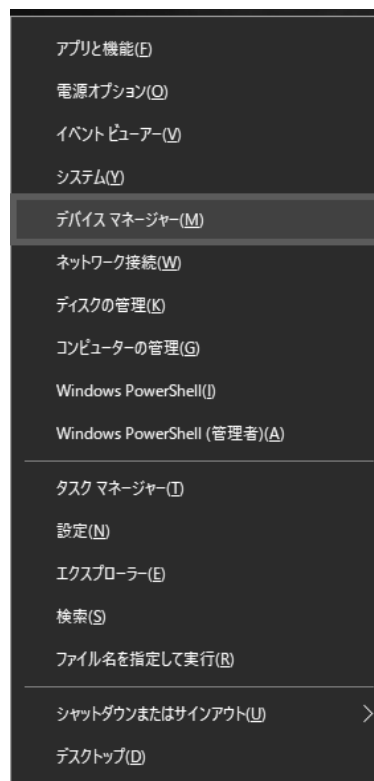 アプリと機能(F)
電源オプション(O)
イベント ビューアー(V)
システム(Y)
デバイス マネージャー(M)
ネットワーク接続(W)
ディスクの管理(K)
コンピューターの管理(G)
Windows PowerShell(I)
Windows PowerShell (管理者)(A)
タスク マネージャー(T)
設定(N)
エクスプローラー(E)
検索(S)
ファイル名を指定して実行(R)
シャットダウンまたはサインアウト(U)
デスクトップ(D)